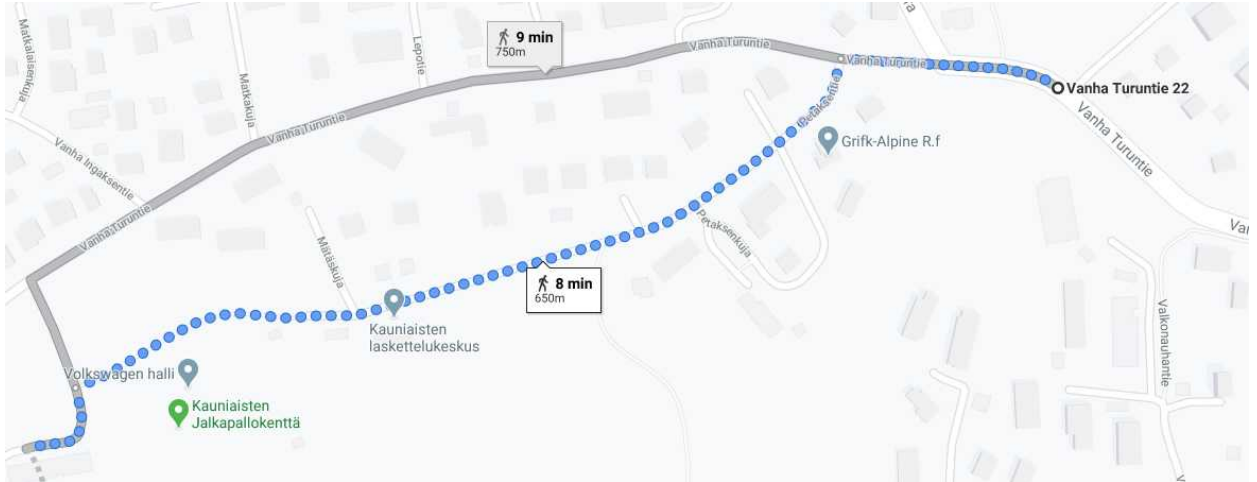 Matkalaisenkuja
Matkakuja
Lepotie
9 min
750m
Vanha Turuntie
Vanha Turuntie
Vanha Turuntie 22
Petaksentie
Vanha Turuntie
Grifk-Alpine R.f
Vanha Turuntie
Vanha Ingaksentie
Vanha Turuntie
Mätäskuja
Petaksenkuja
8 min
650m
Kauniaisten
laskettelukeskus
Valkonauhantie
Volkswagen halli
Kauniaisten
Jalkapallokenttä